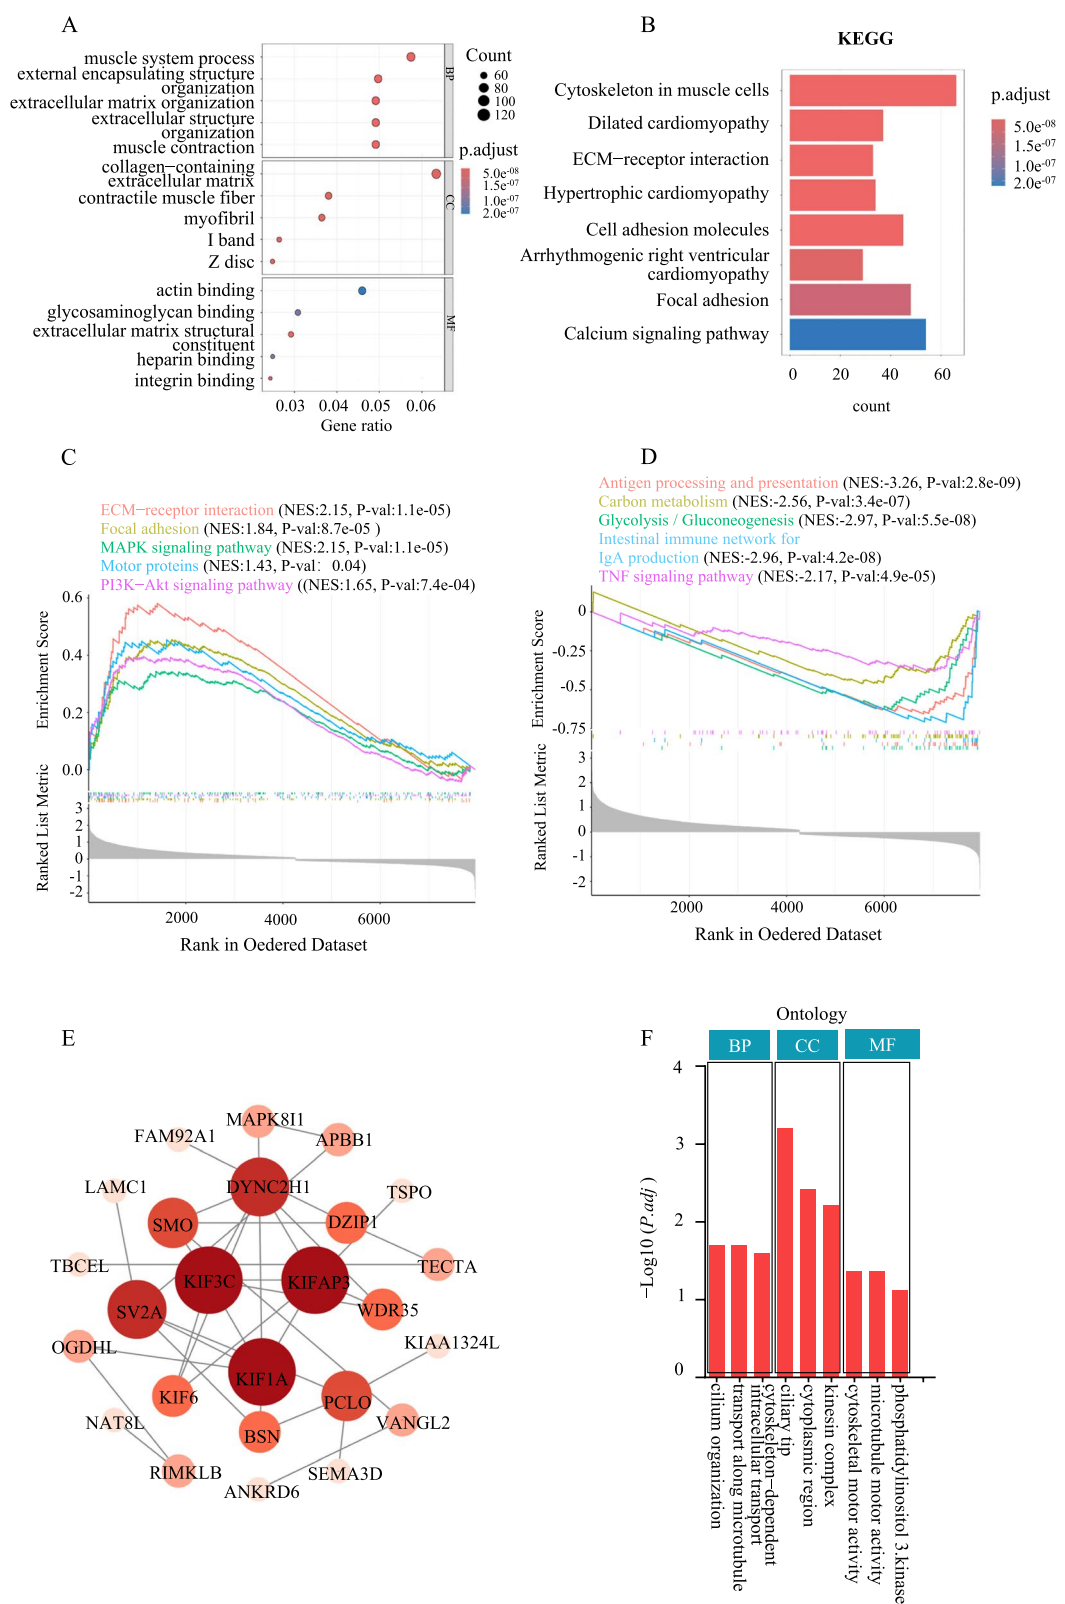 A
muscle system process
external encapsulating structure
organization
extracellular matrix organization
extracellular structure
organization
muscle contraction
collagen−containing
extracellular matrix
contractile muscle fiber
myofibril
I band
Z disc
actin binding
glycosaminoglycan binding
extracellular matrix structural
constituent
heparin binding
integrin binding
BP
CC
MF
0.03 0.04 0.05 0.06
Gene ratio
Count
60
80
100
120
p.adjust
5.0e-08
1.5e-07
1.0e-07
2.0e-07
B
KEGG
Cytoskeleton in muscle cells
Dilated cardiomyopathy
ECM−receptor interaction
Hypertrophic cardiomyopathy
Cell adhesion molecules
Arrhythmogenic right ventricular
cardiomyopathy
Focal adhesion
Calcium signaling pathway
0 20 40 60
count
p.adjust
5.0e-08
1.5e-07
1.0e-07
2.0e-07
C
ECM−receptor interaction (NES:2.15, P-val:1.1e-05)
Focal adhesion (NES:1.84, P-val:8.7e-05 )
MAPK signaling pathway (NES:2.15, P-val:1.1e-05)
Motor proteins (NES:1.43, P-val: 0.04)
PI3K−Akt signaling pathway ((NES:1.65, P-val:7.4e-04)
Enrichment Score
0.6
0.4
0.2
0.0
Ranked List Metric
3
2
1
0
-1
-2
2000 4000 6000
Rank in Oedered Dataset
D
Antigen processing and presentation (NES:-3.26, P-val:2.8e-09)
Carbon metabolism (NES:-2.56, P-val:3.4e-07)
Glycolysis / Gluconeogenesis (NES:-2.97, P-val:5.5e-08)
Intestinal immune network for
IgA production (NES:-2.96, P-val:4.2e-08)
TNF signaling pathway (NES:-2.17, P-val:4.9e-05)
Enrichment Score
0
-0.25
-0.5
-0.75
Ranked List Metric
3
2
1
0
-1
-2
2000 4000 6000
Rank in Oedered Dataset
E
MAPK8I1
FAM92A1
APBB1
LAMC1
DYNC2H1
TSPO
SMO
DZIP1
TBCEL
KIF3C
KIFAP3
TECTA
SV2A
WDR35
OGDHL
KIAA1324L
KIF1A
KIF6
PCLO
NAT8L
BSN
VANGL2
RIMKLB
SEMA3D
ANKRD6
F
Ontology
BP CC MF
−Log10 (P.adj )
4
3
2
1
0
cilium organization
transport along microtubule
intracellular transport
cytoskeleton−dependent
ciliary tip
cytoplasmic region
kinesin complex
cytoskeletal motor activity
microtubule motor activity
phosphatidylinositol 3.kinase